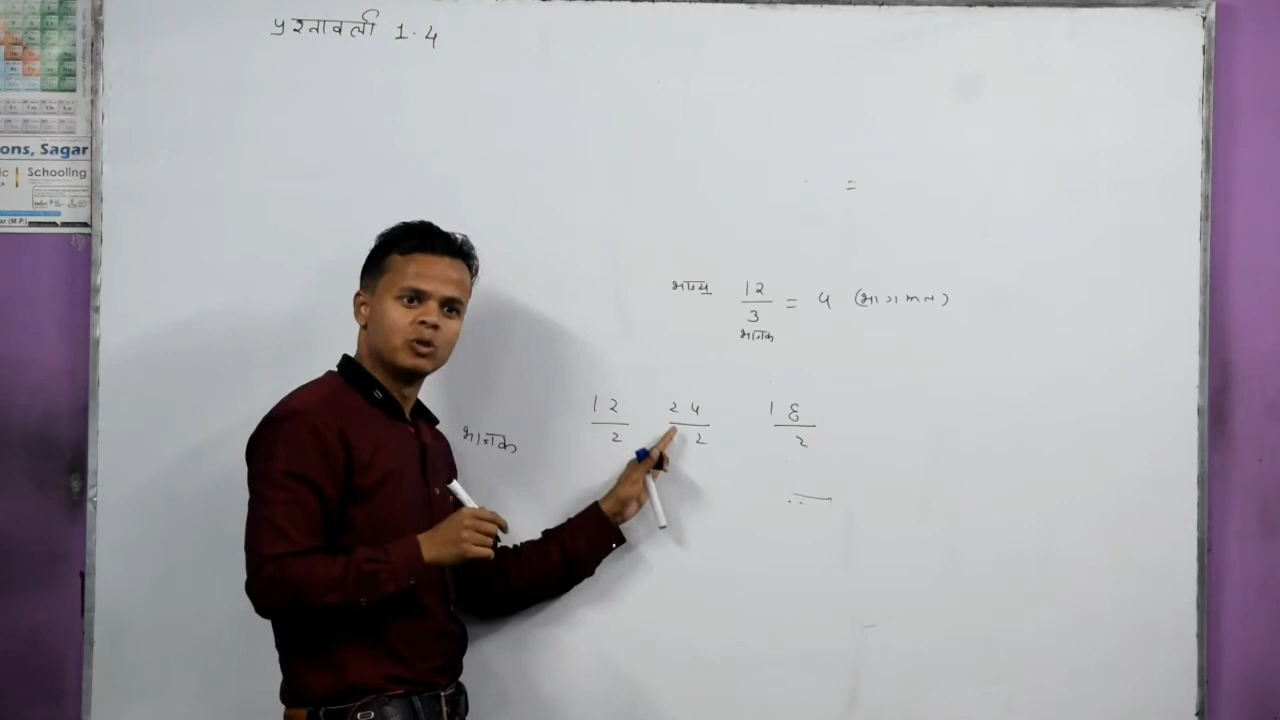 प्रश्नावली 1.4
ons, Sagar
Schooling
ar (M.P.)
=
भाज्य 12/3 = 4 (भागफल)
भाजक
भाजक 12/2 24/2 18/2